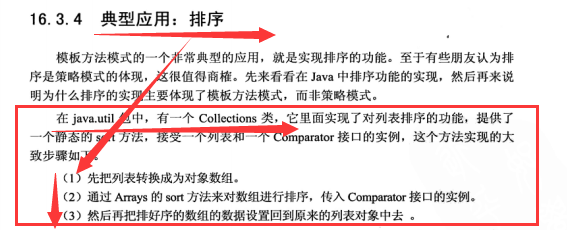 16.3.4 典型应用：排序
模板方法模式的一个非常典型的应用，就是实现排序的功能。至于有些朋友认为排
序是策略模式的体现，这很值得商榷。先来看看在 Java 中排序功能的实现，然后再来说
明为什么排序的实现主要体现了模板方法模式，而非策略模式。
在 java.util 包中，有一个 Collections 类，它里面实现了对列表排序的功能，提供了
一个静态的 sort 方法，接受一个列表和一个 Comparator 接口的实例，这个方法实现的大
致步骤如下。
（1）先把列表转换成为对象数组。
（2）通过 Arrays 的 sort 方法来对数组进行排序，传入 Comparator 接口的实例。
（3）然后再把排好序的数组的数据设置回到原来的列表对象中去 。